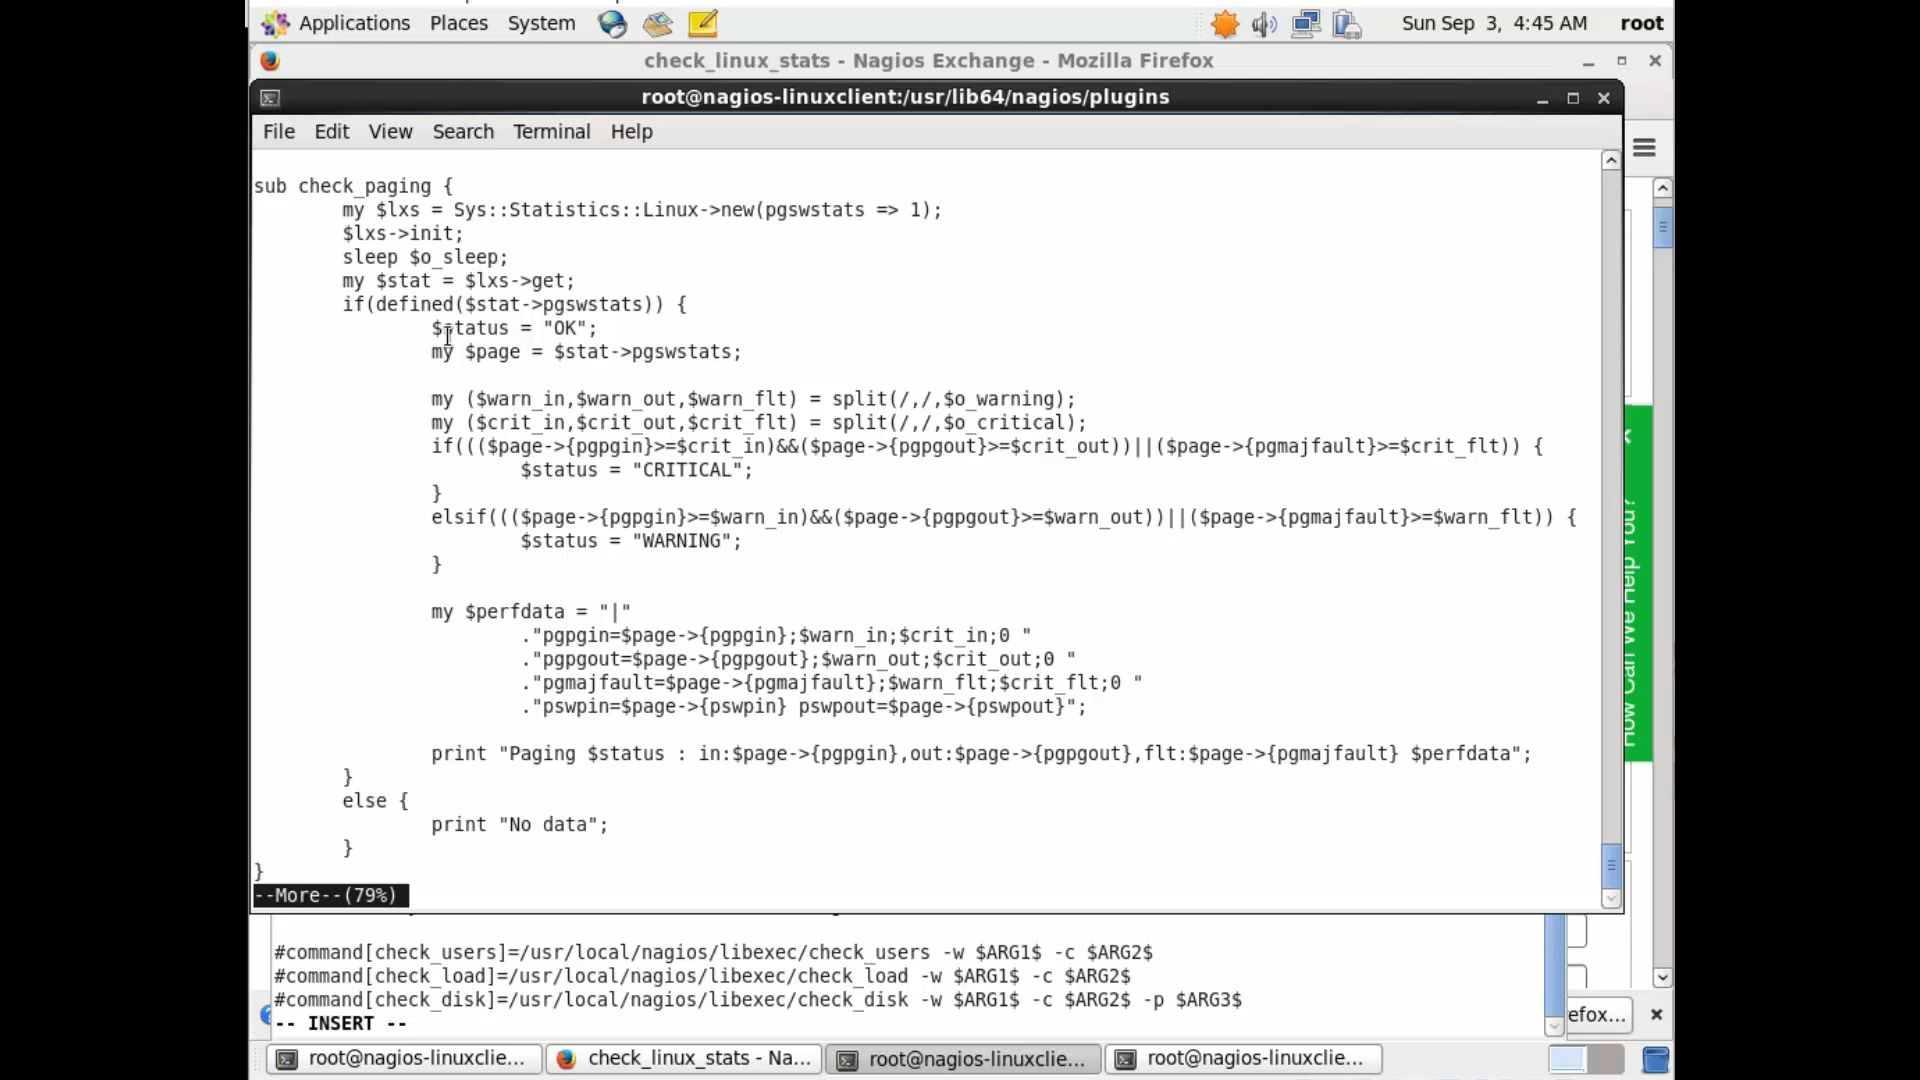 Applications Places System Sun Sep 3, 4:45 AM root
check_linux_stats - Nagios Exchange - Mozilla Firefox
root@nagios-linuxclient:/usr/lib64/nagios/plugins
File Edit View Search Terminal Help
sub check_paging {
my $lxs = Sys::Statistics::Linux->new(pgswstats => 1);
$lxs->init;
sleep $o_sleep;
my $stat = $lxs->get;
if(defined($stat->pgswstats)) {
$status = "OK";
my $page = $stat->pgswstats;
my ($warn_in,$warn_out,$warn_flt) = split(/,/,$o_warning);
my ($crit_in,$crit_out,$crit_flt) = split(/,/,$o_critical);
if((($page->{pgpgin}>=$crit_in)&&($page->{pgpgout}>=$crit_out))||($page->{pgmajfault}>=$crit_flt)) {
$status = "CRITICAL";
}
elsif((($page->{pgpgin}>=$warn_in)&&($page->{pgpgout}>=$warn_out))||($page->{pgmajfault}>=$warn_flt)) {
$status = "WARNING";
}
my $perfdata = "|"
."pgpgin=$page->{pgpgin};$warn_in;$crit_in;0 "
."pgpgout=$page->{pgpgout};$warn_out;$crit_out;0 "
."pgmajfault=$page->{pgmajfault};$warn_flt;$crit_flt;0 "
."pswpin=$page->{pswpin} pswpout=$page->{pswpout}";
print "Paging $status : in:$page->{pgpgin},out:$page->{pgpgout},flt:$page->{pgmajfault} $perfdata";
}
else {
print "No data";
}
}
--More--(79%)
#command[check_users]=/usr/local/nagios/libexec/check_users -w $ARG1$ -c $ARG2$
#command[check_load]=/usr/local/nagios/libexec/check_load -w $ARG1$ -c $ARG2$
#command[check_disk]=/usr/local/nagios/libexec/check_disk -w $ARG1$ -c $ARG2$ -p $ARG3$
-- INSERT --
efox...
root@nagios-linuxclie... check_linux_stats - Na... root@nagios-linuxclie... root@nagios-linuxclie...